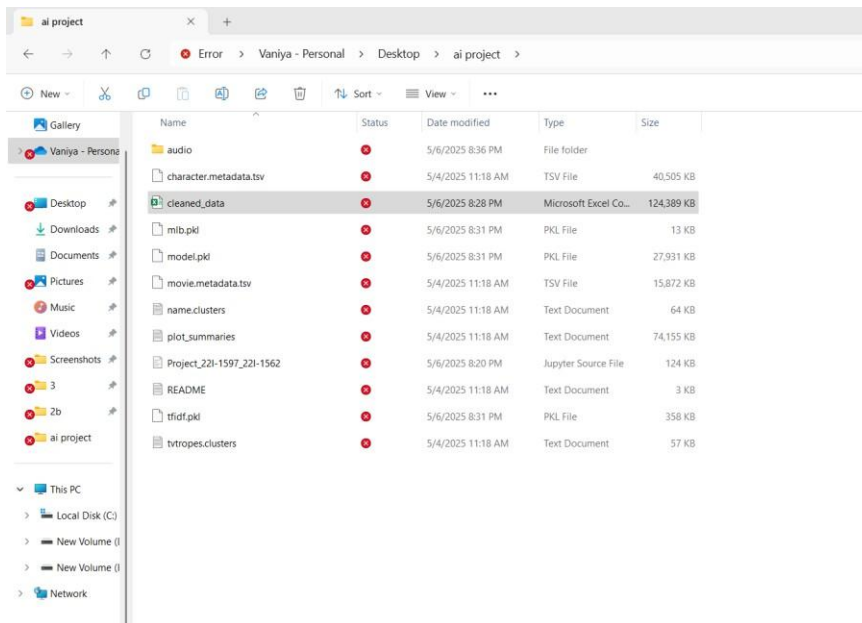 ai project
Error > Vaniya - Personal > Desktop > ai project >
New Sort View ...
Gallery
Vaniya - Persona
Desktop
Downloads
Documents
Pictures
Music
Videos
Screenshots
3
2b
ai project
This PC
Local Disk (C:)
New Volume (
New Volume (
Network
Name Status Date modified Type Size
audio 5/6/2025 8:36 PM File folder
character.metadata.tsv 5/4/2025 11:18 AM TSV File 40,505 KB
cleaned_data 5/6/2025 8:28 PM Microsoft Excel Co... 124,389 KB
mlb.pkl 5/6/2025 8:31 PM PKL File 13 KB
model.pkl 5/6/2025 8:31 PM PKL File 27,931 KB
movie.metadata.tsv 5/4/2025 11:18 AM TSV File 15,872 KB
name.clusters 5/4/2025 11:18 AM Text Document 64 KB
plot_summaries 5/4/2025 11:18 AM Text Document 74,155 KB
Project_22I-1597_22I-1562 5/6/2025 8:20 PM Jupyter Source File 124 KB
README 5/4/2025 11:18 AM Text Document 3 KB
tfidf.pkl 5/6/2025 8:31 PM PKL File 358 KB
tvtropes.clusters 5/4/2025 11:18 AM Text Document 57 KB